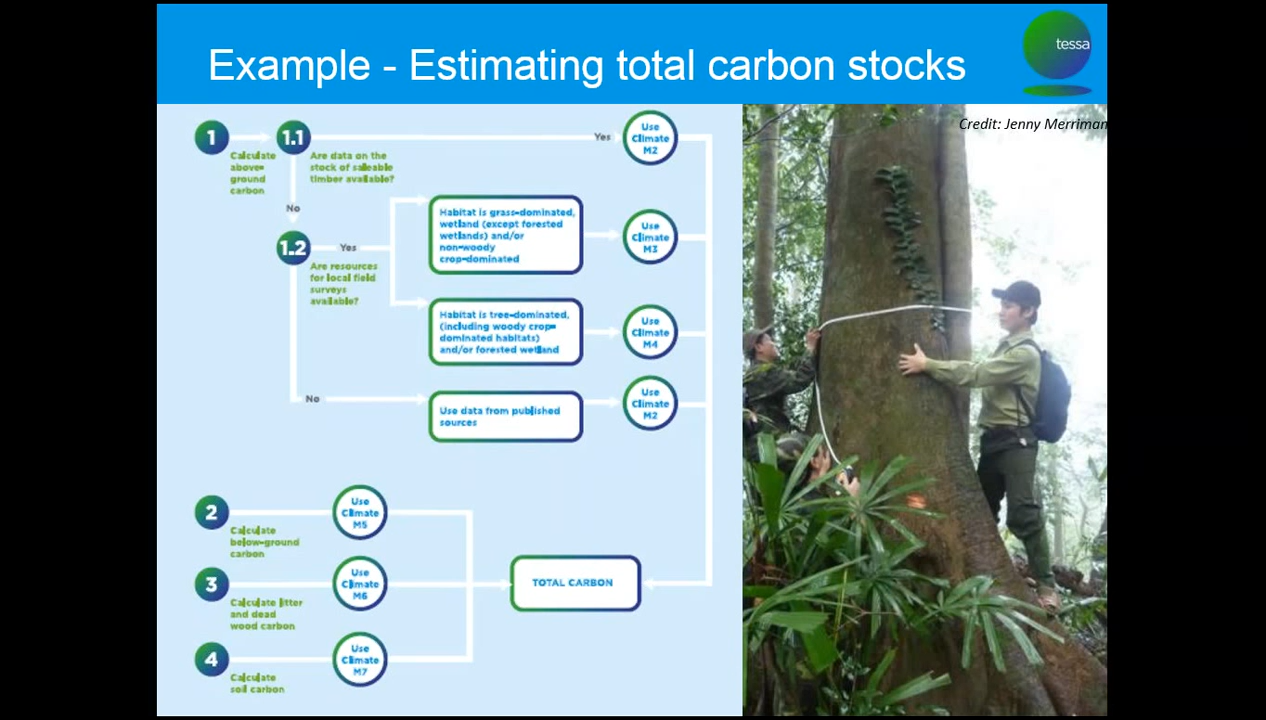 Example - Estimating total carbon stocks
tessa
Credit: Jenny Merriman
1
Calculate
above-
ground
carbon
1.1
Are data on the
stock of saleable
timber available?
Yes
Use
Climate
M2
No
1.2
Yes
Are resources
for local field
surveys
available?
Habitat is grass-dominated,
wetland (except forested
wetlands) and/or
non-woody
crop-dominated
Use
Climate
M3
Habitat is tree-dominated,
(including woody crop-
dominated habitats)
and/or forested wetland
Use
Climate
M4
No
Use data from published
sources
Use
Climate
M2
2
Calculate
below-ground
carbon
Use
Climate
M5
3
Calculate litter
and dead
wood carbon
Use
Climate
M6
TOTAL CARBON
4
Calculate
soil carbon
Use
Climate
M7